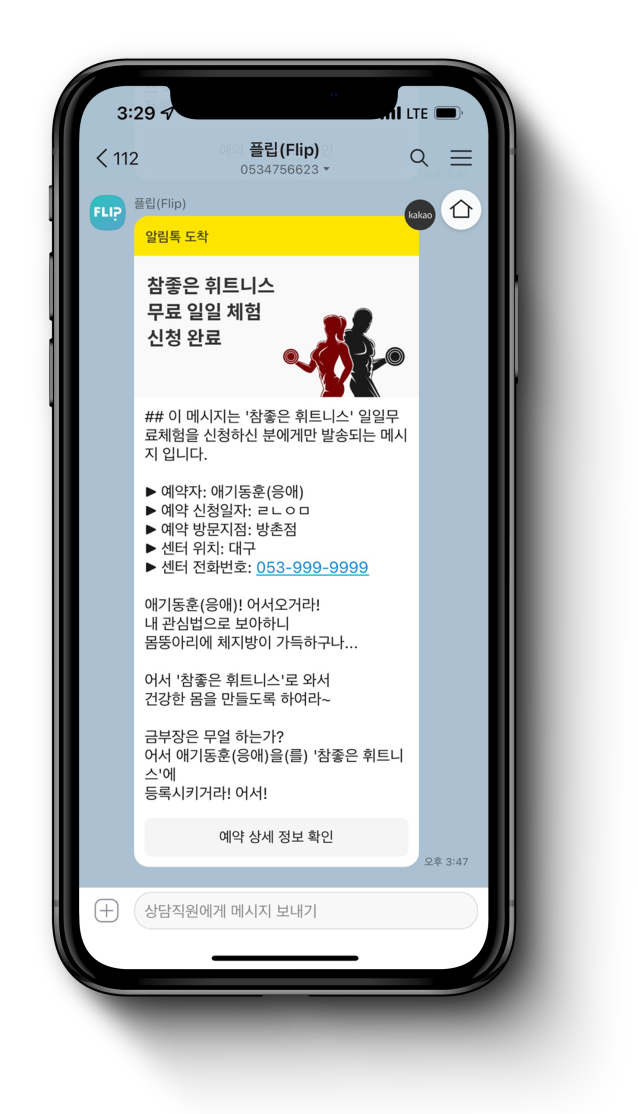 3:29
LTE
112
플립(Flip)
0534756623
FLIP
플립(Flip)
kakao
알림톡 도착
참좋은 휘트니스
무료 일일 체험
신청 완료
## 이 메시지는 '참좋은 휘트니스' 일일무
료체험을 신청하신 분에게만 발송되는 메시
지 입니다.
▶ 예약자: 애기동훈(응애)
▶ 예약 신청일자: ㄹㄴㅇㅁ
▶ 예약 방문지점: 방촌점
▶ 센터 위치: 대구
▶ 센터 전화번호: 053-999-9999
애기동훈(응애)! 어서오거라!
내 관심법으로 보아하니
몸뚱아리에 체지방이 가득하구나...
어서 '참좋은 휘트니스'로 와서
건강한 몸을 만들도록 하여라~
금부장은 무얼 하는가?
어서 애기동훈(응애)을(를) '참좋은 휘트니
스'에
등록시키거라! 어서!
예약 상세 정보 확인
오후 3:47
상담직원에게 메시지 보내기